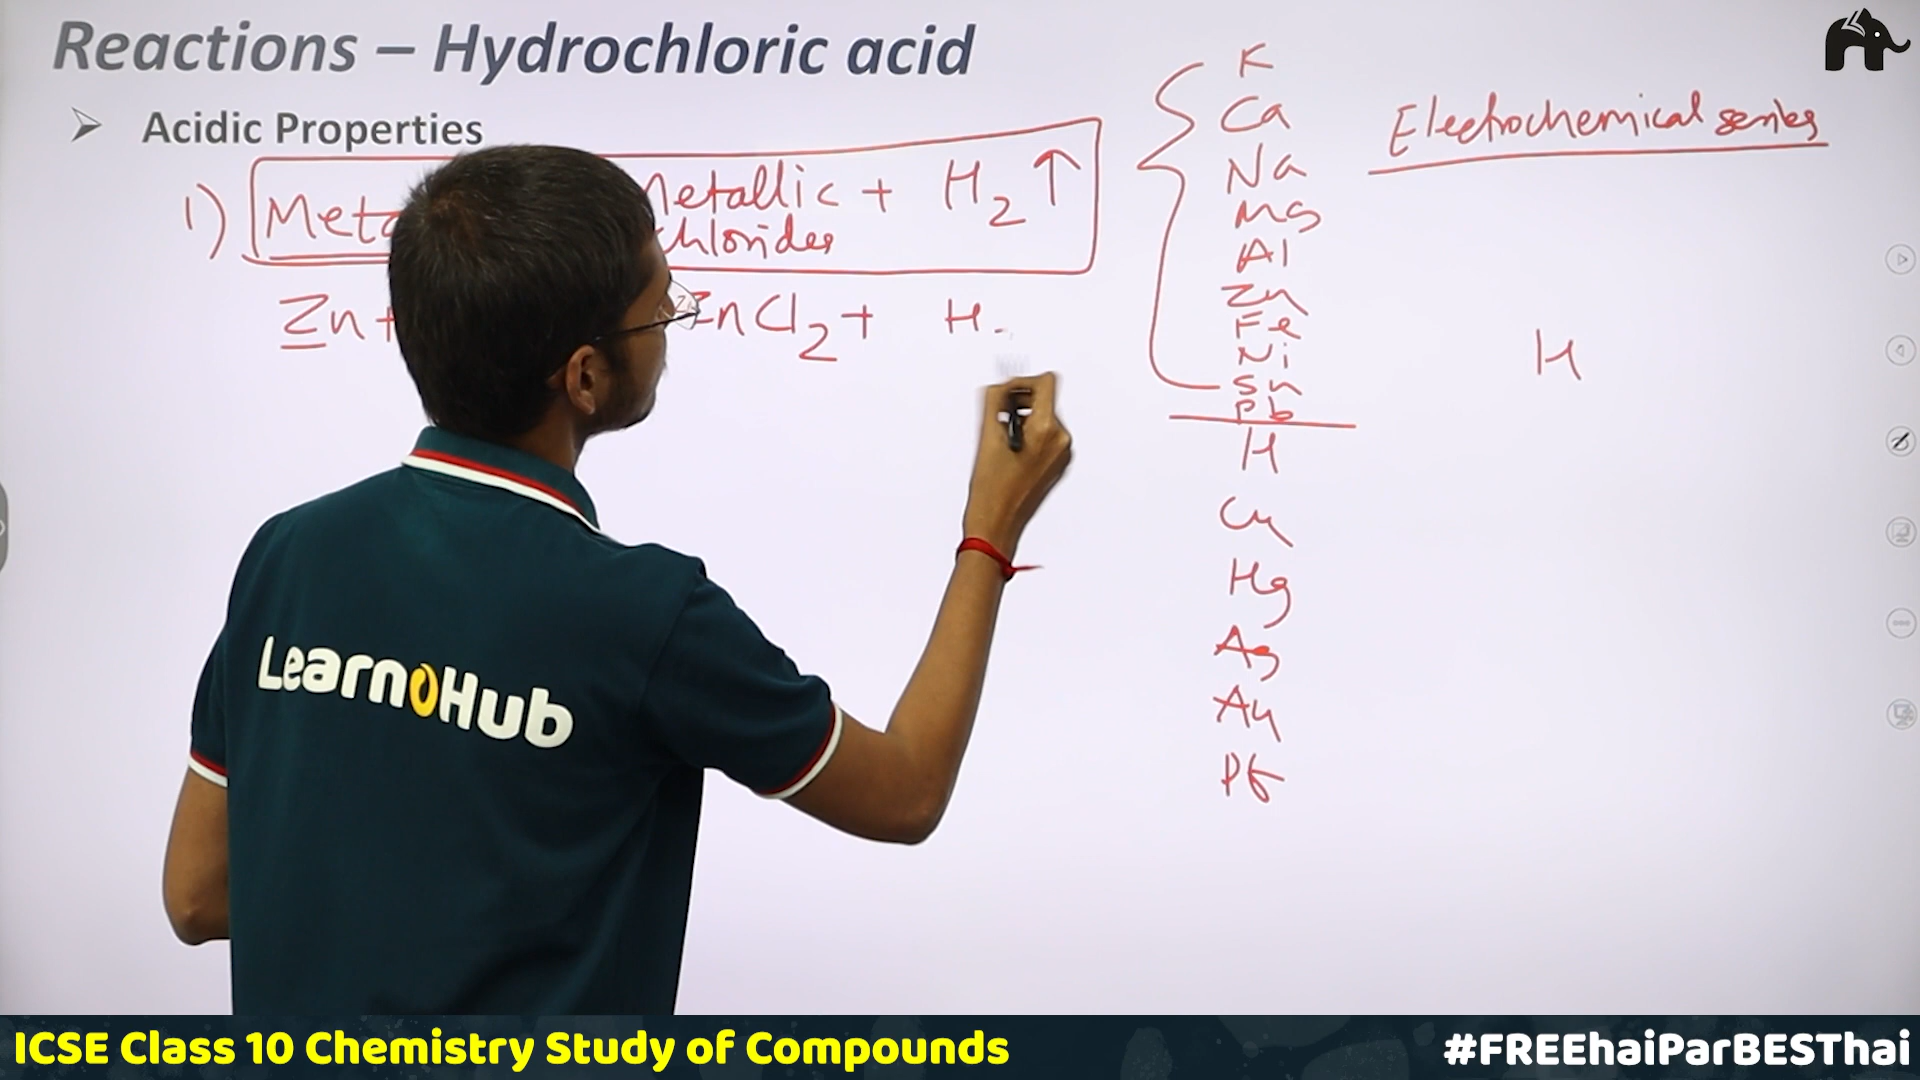 Reactions – Hydrochloric acid
➤ Acidic Properties
1) Meta Metallic + H2 ↑
chlorides
Zn + ZnCl2 + H
K
Ca
Na
Mg
Al
Zn
Fe
Ni
Sn
Pb
H
Cu
Hg
Ag
Au
Pt
Electrochemical series
H
LearnoHub
ICSE Class 10 Chemistry Study of Compounds
#FREEhaiParBESThai